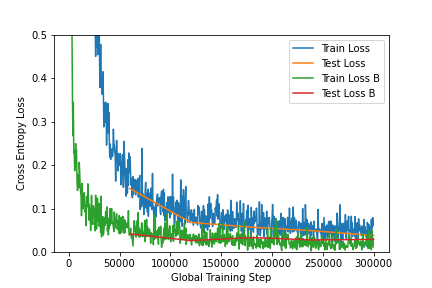 0.5
0.4
0.3
0.2
0.1
0.0
Cross Entropy Loss
Train Loss
Test Loss
Train Loss B
Test Loss B
0 50000 100000 150000 200000 250000 300000
Global Training Step